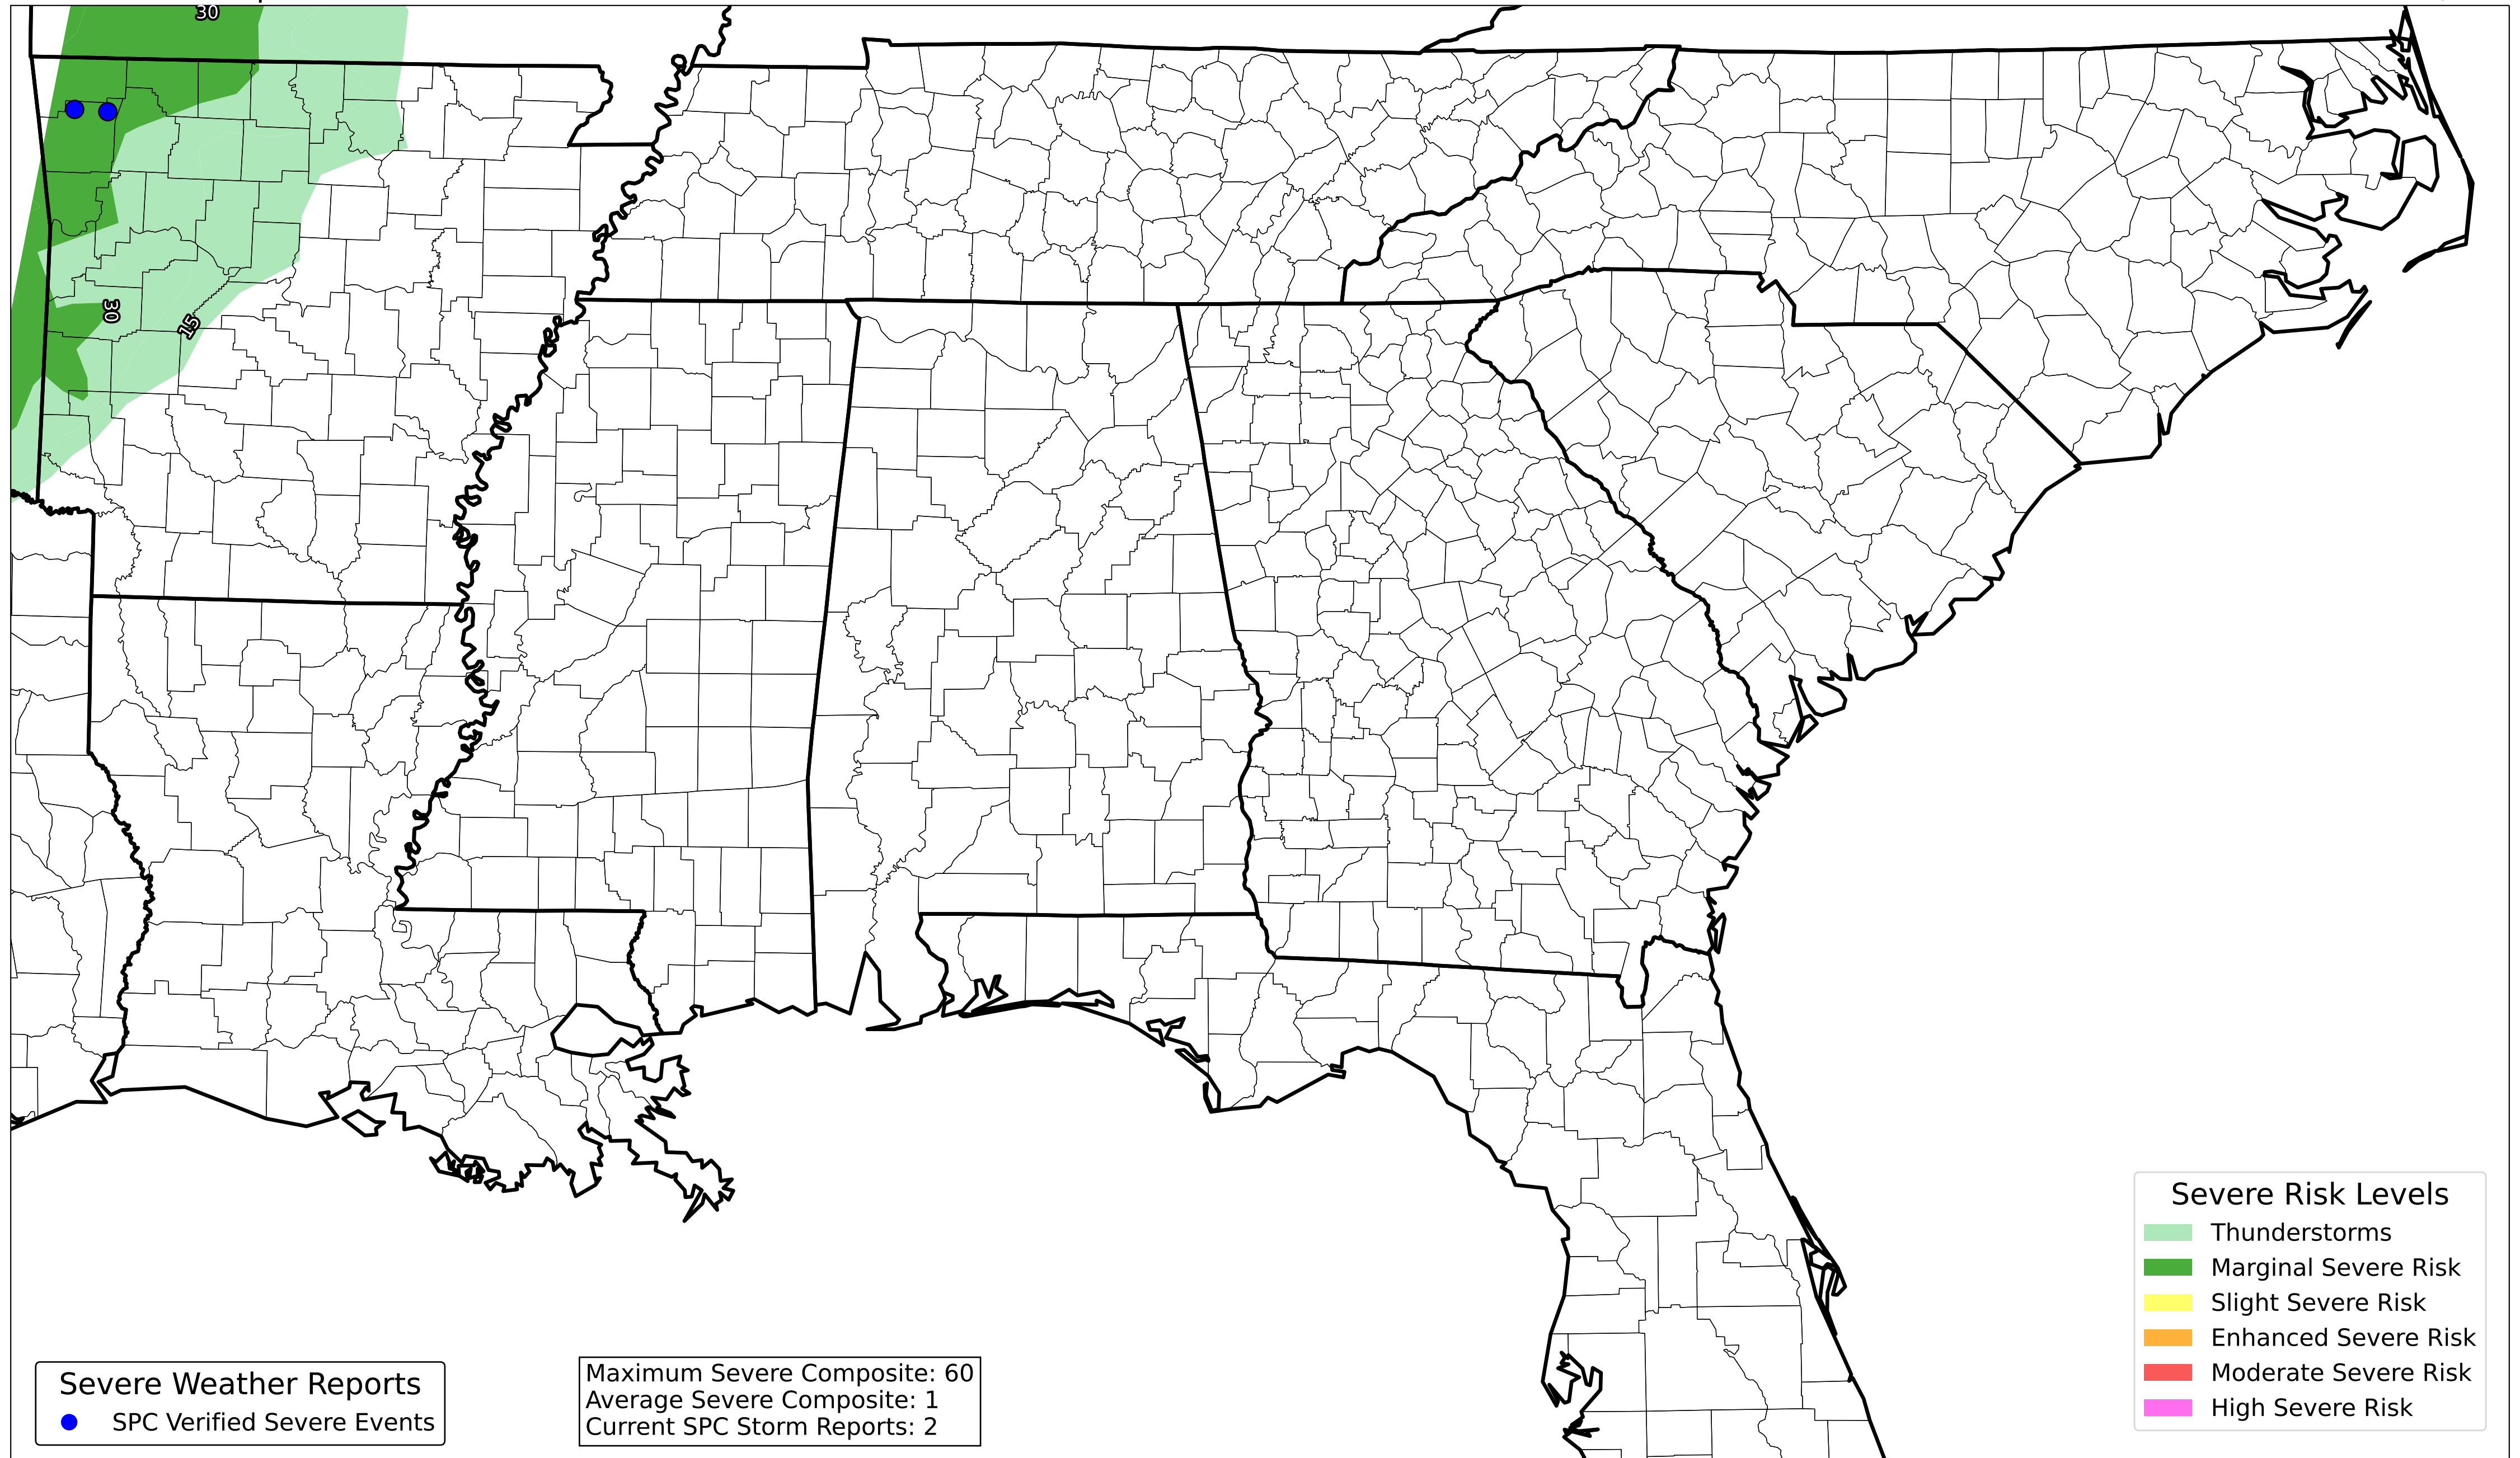 30
30
15
Severe Weather Reports
SPC Verified Severe Events
Maximum Severe Composite: 60
Average Severe Composite: 1
Current SPC Storm Reports: 2
Severe Risk Levels
Thunderstorms
Marginal Severe Risk
Slight Severe Risk
Enhanced Severe Risk
Moderate Severe Risk
High Severe Risk